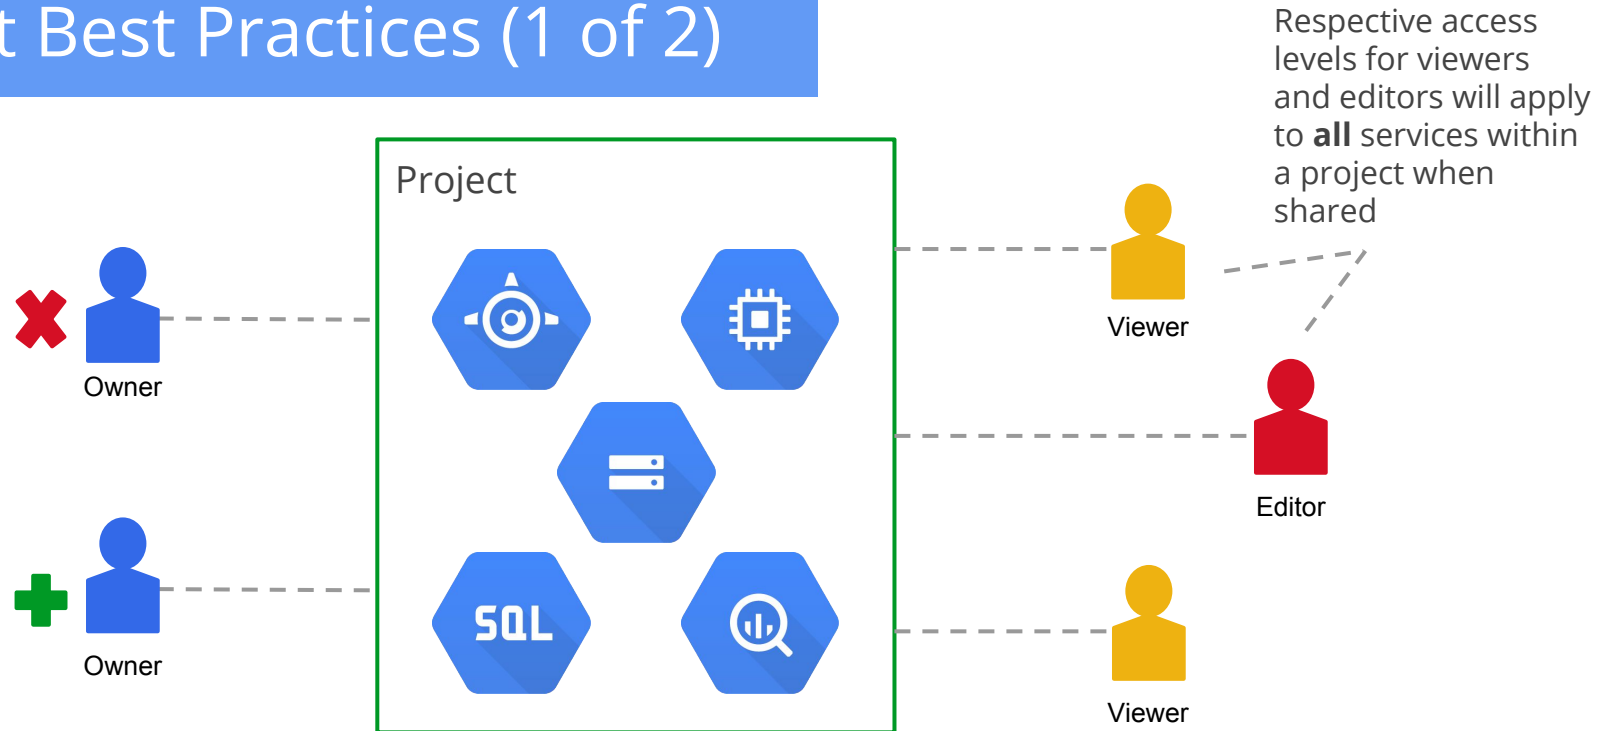 t Best Practices (1 of 2)
Respective access
levels for viewers
and editors will apply
to all services within
a project when
shared
Project
Owner
Owner
SQL
Viewer
Editor
Viewer